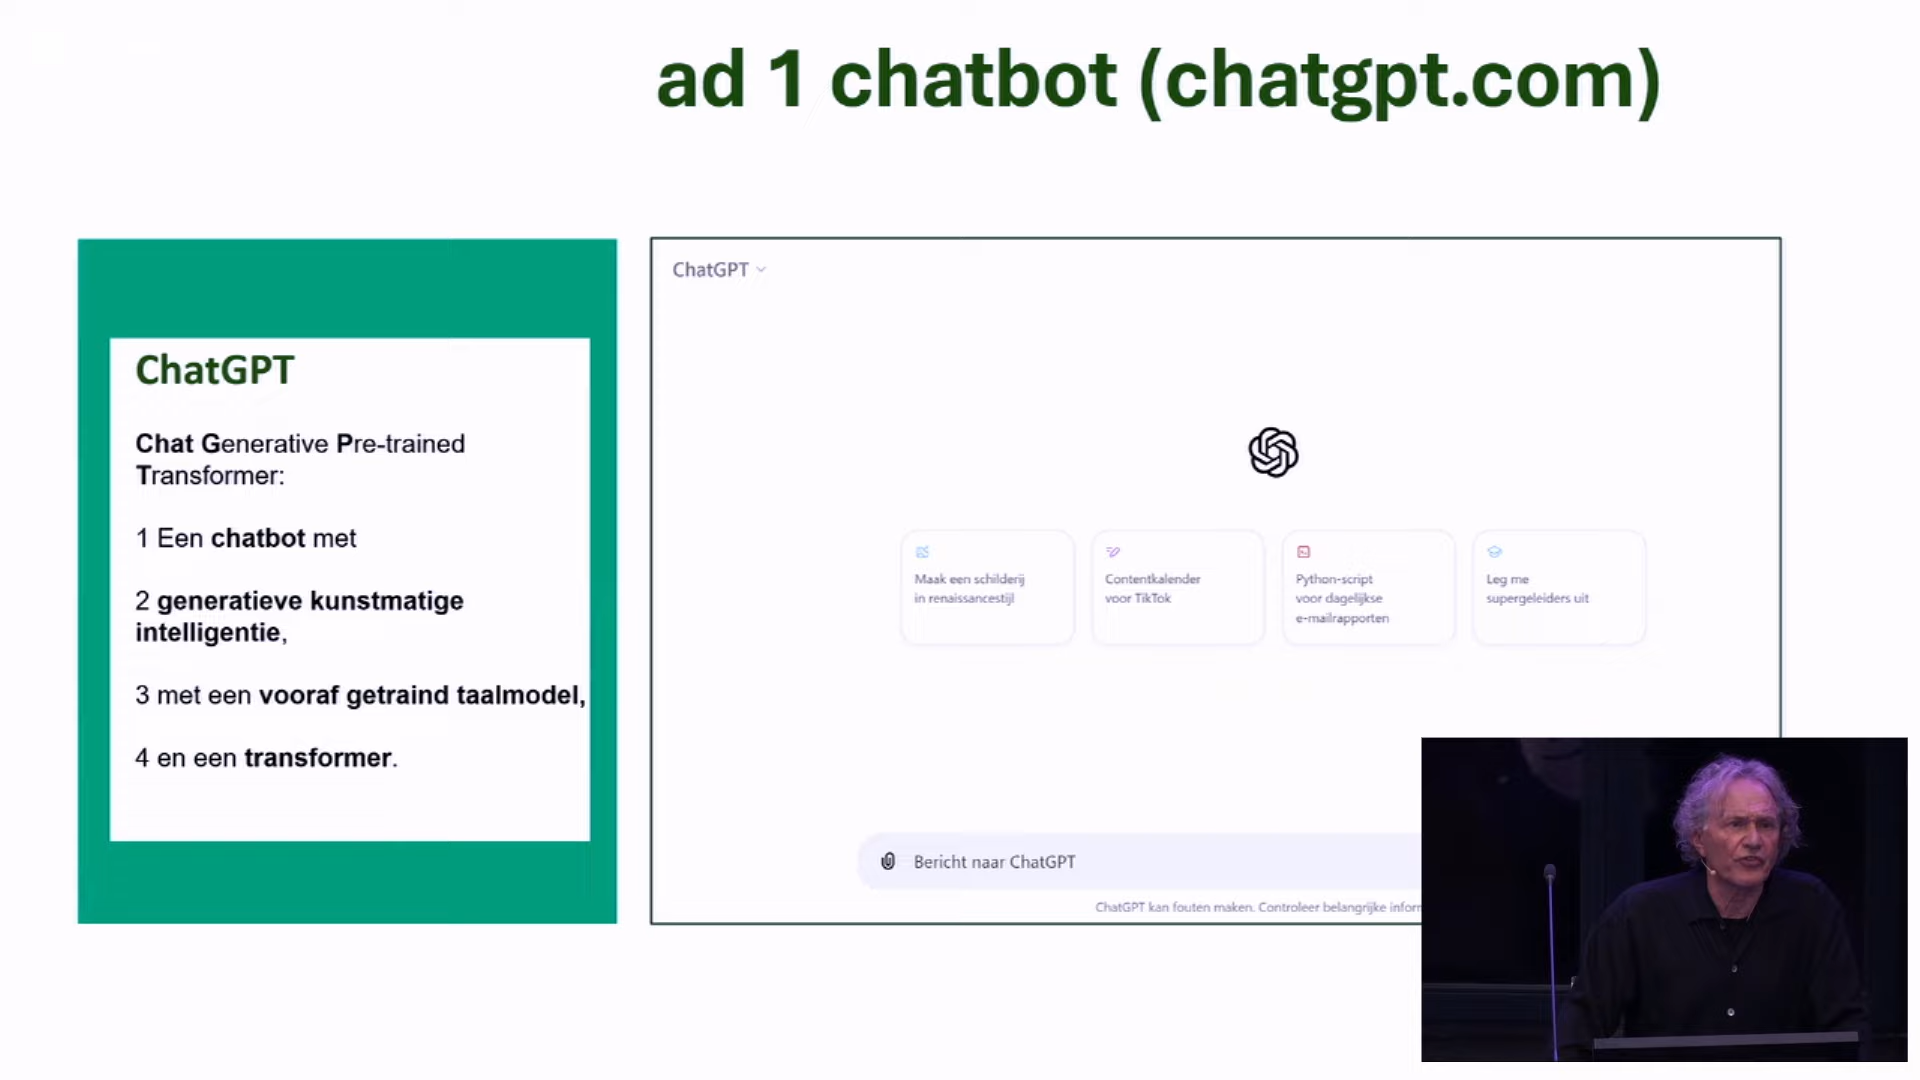 ad 1 chatbot (chatgpt.com)
ChatGPT
Chat Generative Pre-trained
Transformer:
1 Een chatbot met
2 generatieve kunstmatige
intelligentie,
3 met een vooraf getraind taalmodel,
4 en een transformer.
ChatGPT
Maak een schilderij
in renaissancestijl
Contentkalender
voor TikTok
Python-script
voor dagelijkse
e-mailrapporten
Leg me
supergeleiders uit
Bericht naar ChatGPT
ChatGPT kan fouten maken. Controleer belangrijke